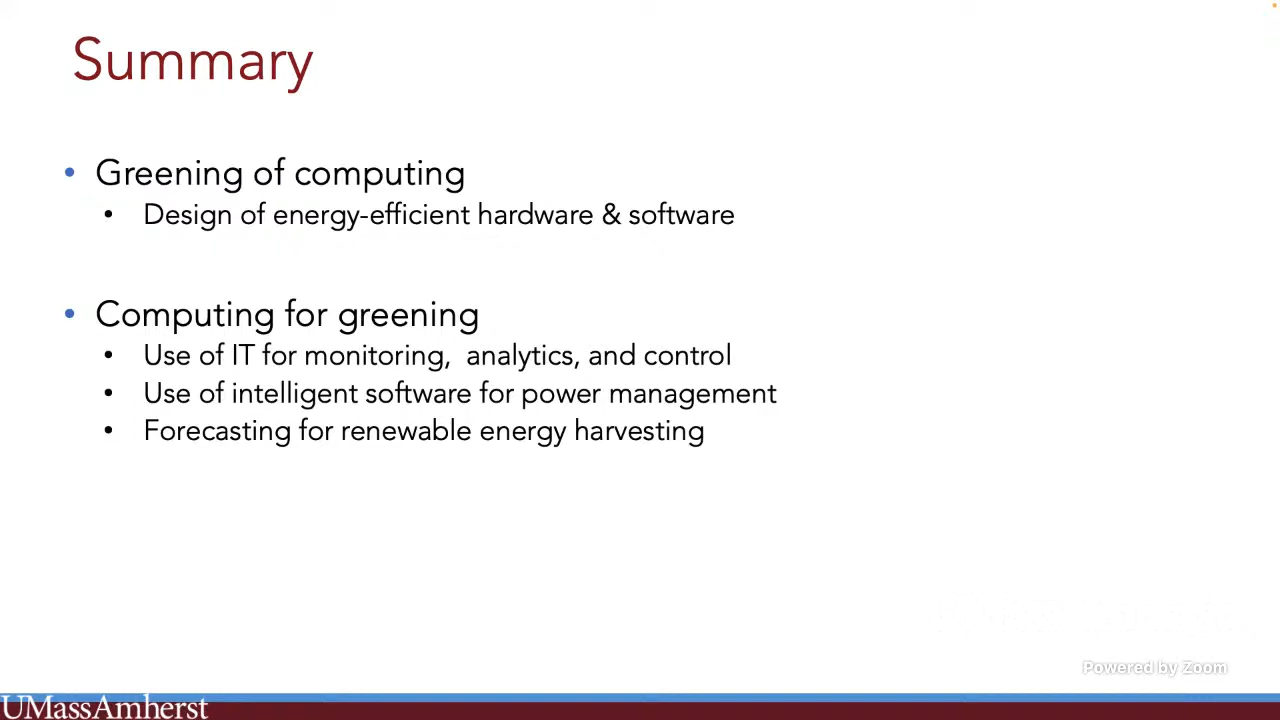 Summary
• Greening of computing
• Design of energy-efficient hardware & software
• Computing for greening
• Use of IT for monitoring,  analytics, and control
• Use of intelligent software for power management
• Forecasting for renewable energy harvesting
Powered by Zoom
UMassAmherst